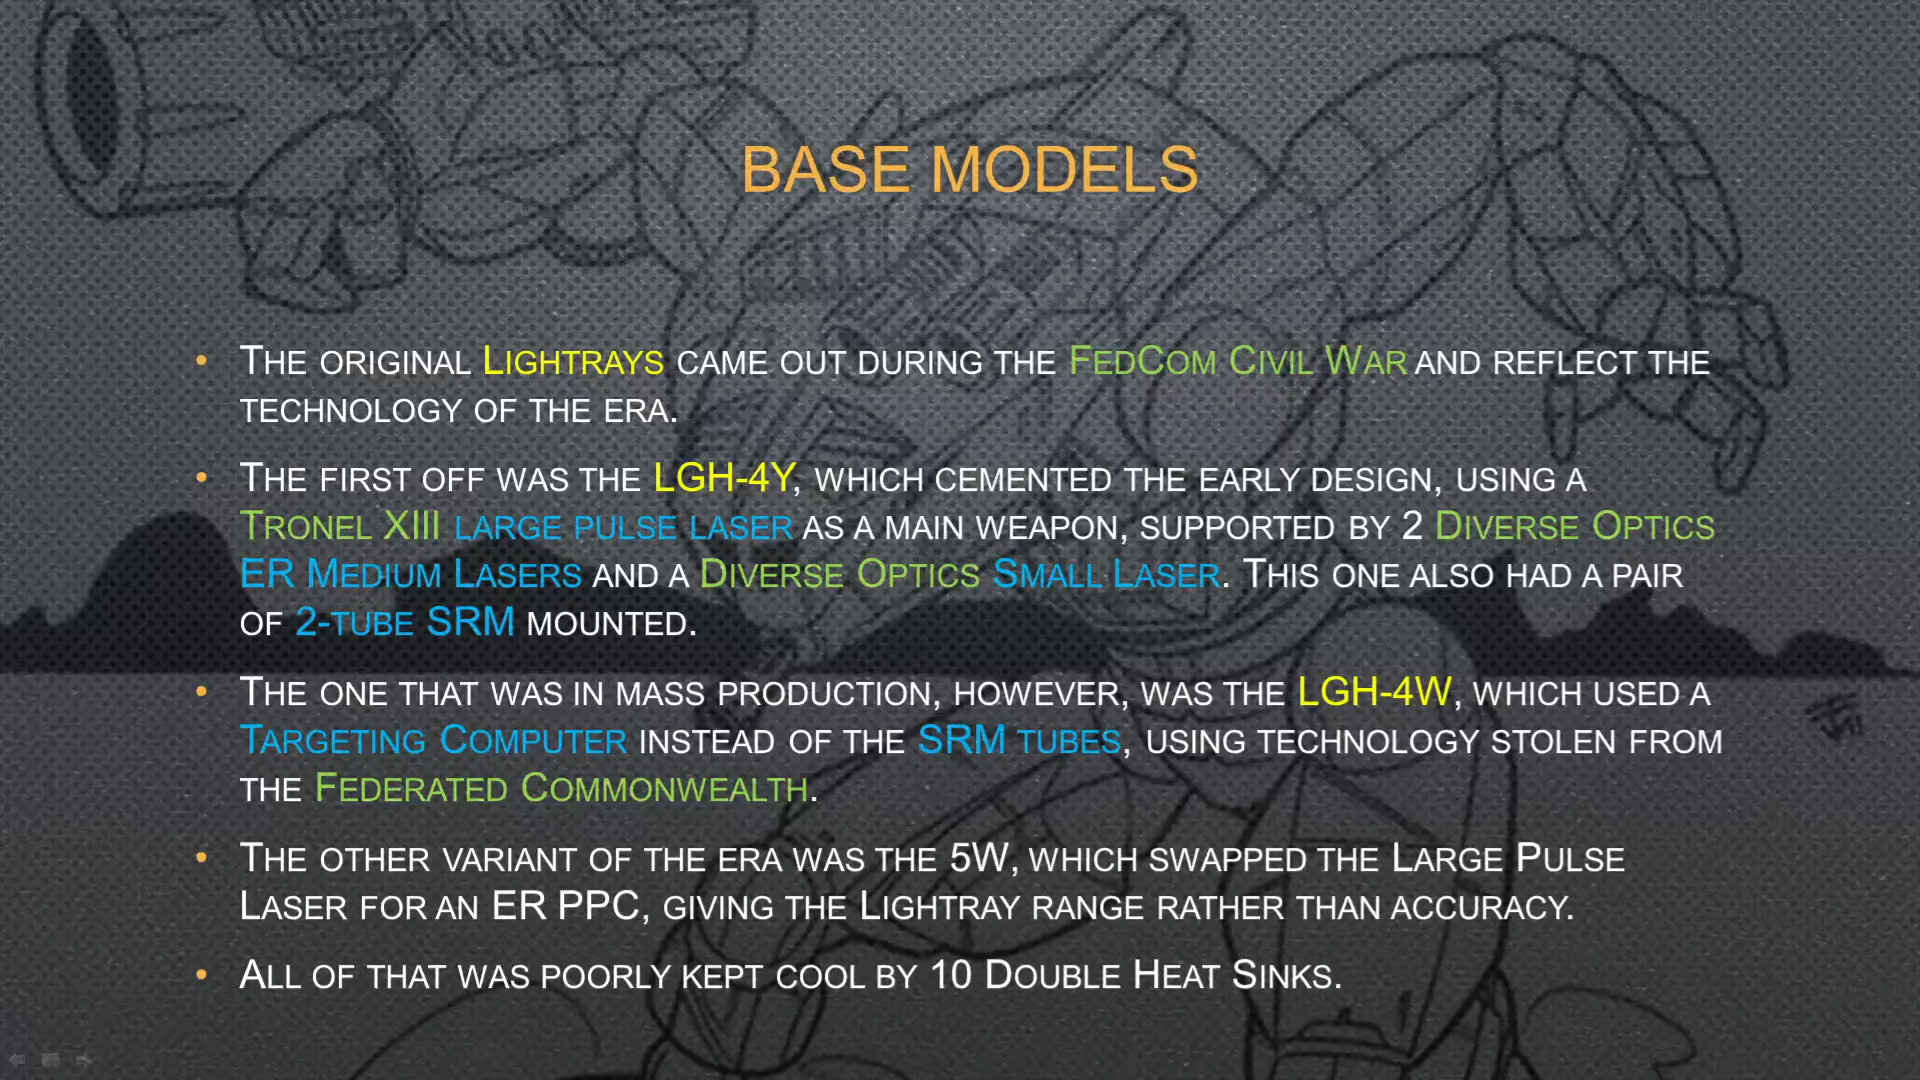 BASE MODELS
• THE ORIGINAL LIGHTRAYS CAME OUT DURING THE FEDCOM CIVIL WAR AND REFLECT THE
TECHNOLOGY OF THE ERA.
• THE FIRST OFF WAS THE LGH-4Y, WHICH CEMENTED THE EARLY DESIGN, USING A
TRONEL XIII LARGE PULSE LASER AS A MAIN WEAPON, SUPPORTED BY 2 DIVERSE OPTICS
ER MEDIUM LASERS AND A DIVERSE OPTICS SMALL LASER. THIS ONE ALSO HAD A PAIR
OF 2-TUBE SRM MOUNTED.
• THE ONE THAT WAS IN MASS PRODUCTION, HOWEVER, WAS THE LGH-4W, WHICH USED A
TARGETING COMPUTER INSTEAD OF THE SRM TUBES, USING TECHNOLOGY STOLEN FROM
THE FEDERATED COMMONWEALTH.
• THE OTHER VARIANT OF THE ERA WAS THE 5W, WHICH SWAPPED THE LARGE PULSE
LASER FOR AN ER PPC, GIVING THE LIGHTRAY RANGE RATHER THAN ACCURACY.
• ALL OF THAT WAS POORLY KEPT COOL BY 10 DOUBLE HEAT SINKS.